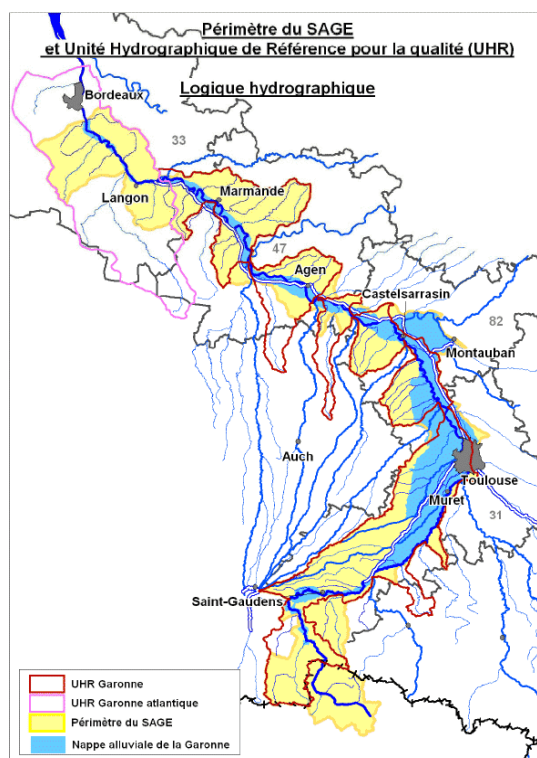 Périmètre du SAGE
et Unité Hydrographique de Référence pour la qualité (UHR)
Logique hydrographique
Bordeaux
33
Langon
Marmande
47
Agen
Castelsarrasin
82
Montauban
Auch
Toulouse
Muret
31
Saint-Gaudens
UHR Garonne
UHR Garonne atlantique
Périmètre du SAGE
Nappe alluviale de la Garonne